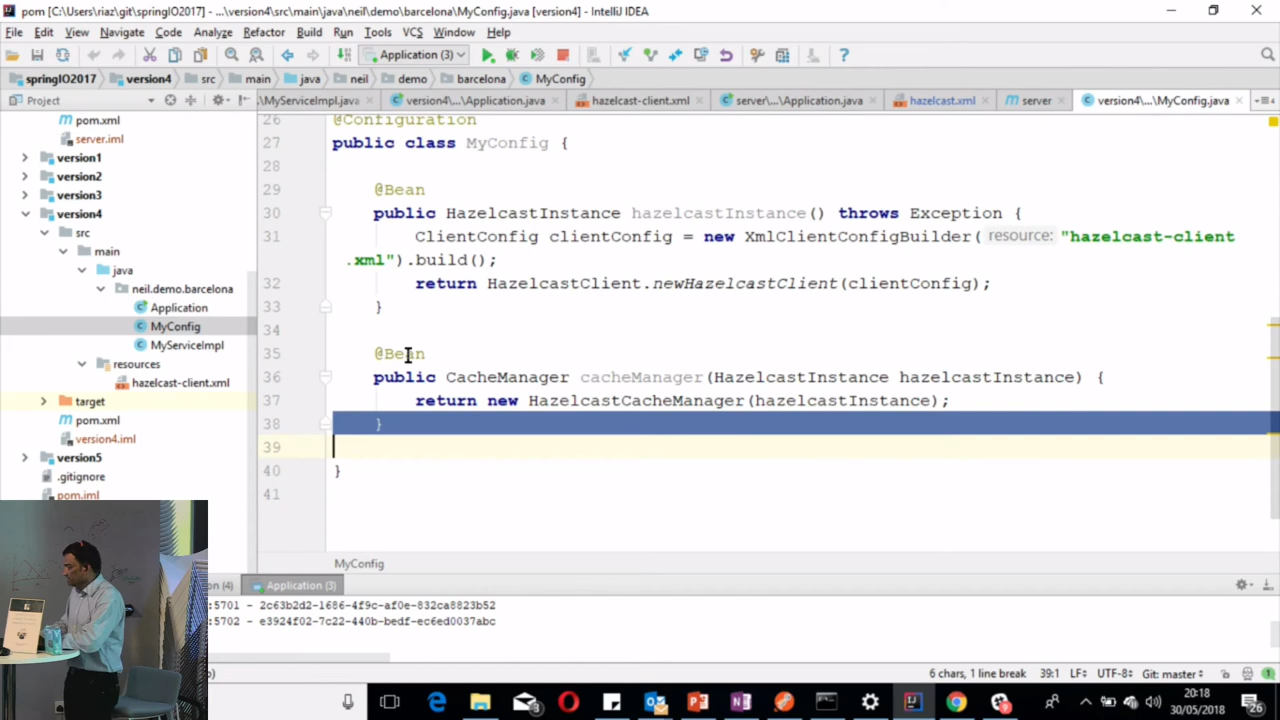 pom [C:\Users\riaz\git\springIO2017] - ...\version4\src\main\java\neil\demo\barcelona\MyConfig.java [version4] - IntelliJ IDEA
File Edit View Navigate Code Analyze Refactor Build Run Tools VCS Window Help
Application (3)
springIO2017 version4 src main java neil demo barcelona MyConfig
Project
\MyServiceImpl.java version4\...\Application.java hazelcast-client.xml server\...\Application.java hazelcast.xml server version4\...\MyConfig.java
pom.xml
server.iml
version1
version2
version3
version4
src
main
java
neil.demo.barcelona
Application
MyConfig
MyServiceImpl
resources
hazelcast-client.xml
target
pom.xml
version4.iml
version5
.gitignore
pom.iml
26 @Configuration
27 public class MyConfig {
28
29 @Bean
30 public HazelcastInstance hazelcastInstance() throws Exception {
31 ClientConfig clientConfig = new XmlClientConfigBuilder( resource: "hazelcast-client
.xml").build();
32 return HazelcastClient.newHazelcastClient(clientConfig);
33 }
34
35 @Bean
36 public CacheManager cacheManager(HazelcastInstance hazelcastInstance) {
37 return new HazelcastCacheManager(hazelcastInstance);
38 }
39
40 }
41
MyConfig
on (4) Application (3)
:5701 - 2c63b2d2-1686-4f9c-af0e-832ca8823b52
:5702 - e3924f02-7c22-440b-bedf-ec6ed0037abc
6 chars, 1 line break 39:1 LF÷ UTF-8÷ Git: master÷
20:18
30/05/2018